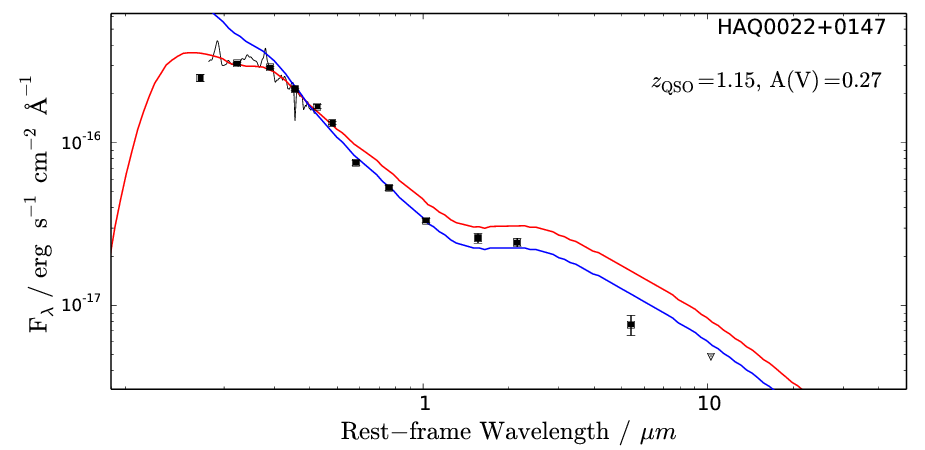 HAQ0022+0147
z_QSO=1.15, A(V)=0.27
F_λ / erg s^−1 cm^−2 Å^−1
10^-16
10^-17
1 10
Rest−frame Wavelength / μm